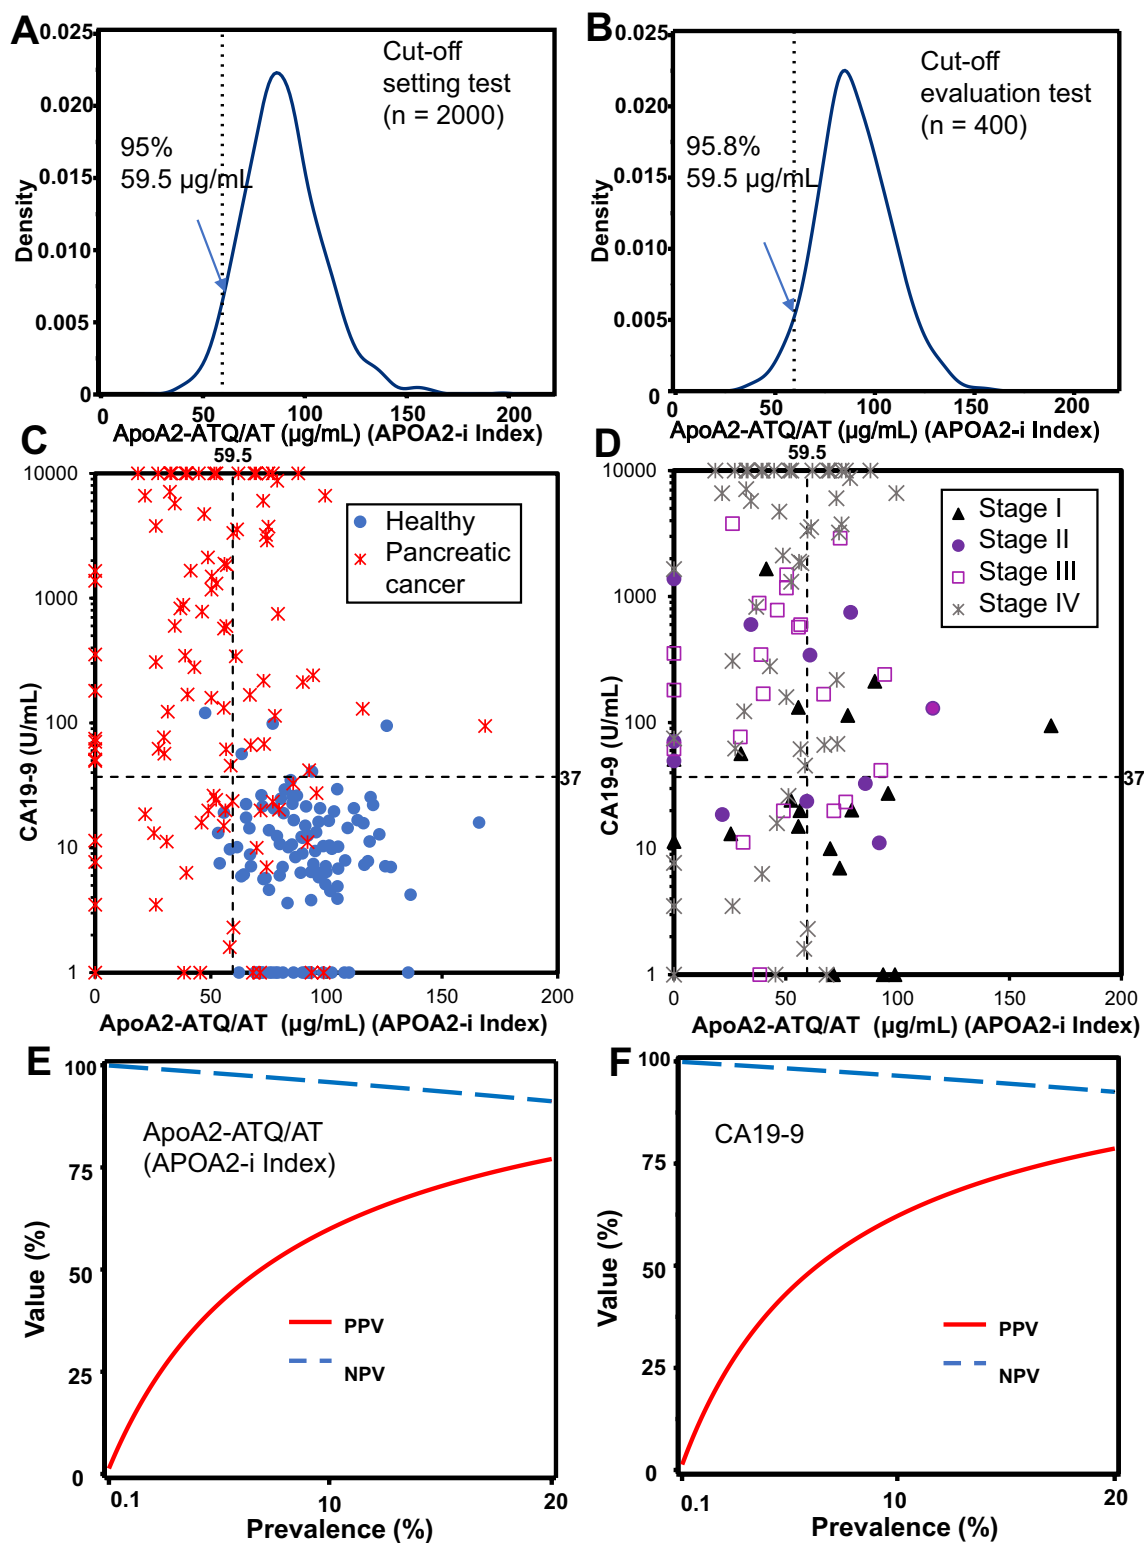 A
0.025
0.020
0.015
0.010
0.005
0
Density
Cut-off
setting test
(n = 2000)
95%
59.5 µg/mL
0 50 100 150 200
ApoA2-ATQ/AT (µg/mL) (APOA2-i Index)
B
0.025
0.020
0.015
0.010
0.005
0
Density
Cut-off
evaluation test
(n = 400)
95.8%
59.5 µg/mL
0 50 100 150 200
ApoA2-ATQ/AT (µg/mL) (APOA2-i Index)
C
59.5
10000
1000
100
10
1
CA19-9 (U/mL)
Healthy
Pancreatic
cancer
37
0 50 100 150 200
ApoA2-ATQ/AT (µg/mL) (APOA2-i Index)
D
59.5
10000
1000
100
10
1
CA19-9 (U/mL)
Stage I
Stage II
Stage III
Stage IV
37
0 50 100 150 200
ApoA2-ATQ/AT (µg/mL) (APOA2-i Index)
E
100
75
50
25
0
Value (%)
ApoA2-ATQ/AT
(APOA2-i Index)
PPV
NPV
0.1 10 20
Prevalence (%)
F
100
75
50
25
0
Value (%)
CA19-9
PPV
NPV
0.1 10 20
Prevalence (%)